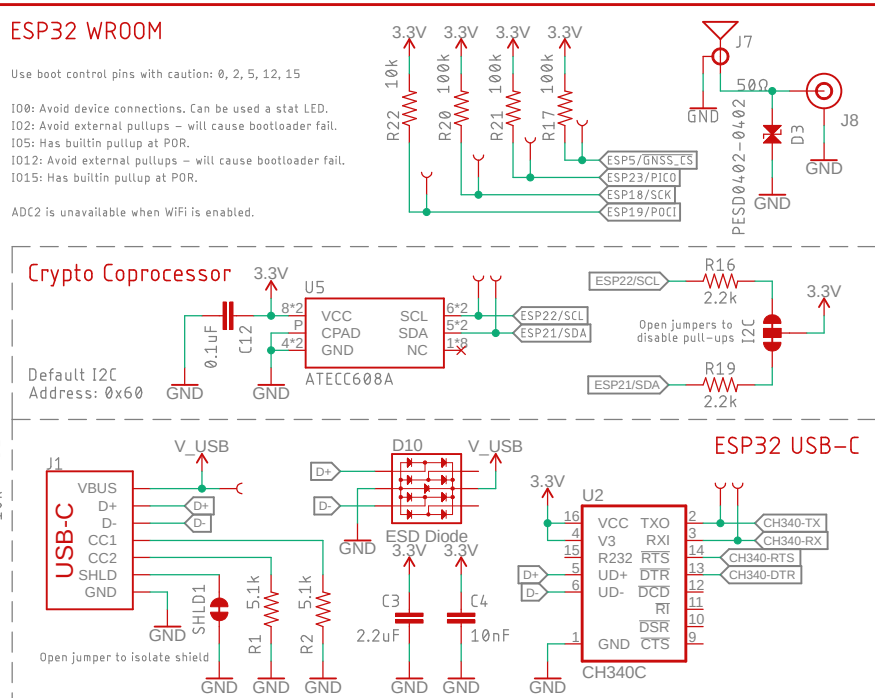 ESP32 WROOM
Use boot control pins with caution: 0, 2, 5, 12, 15
IO0: Avoid device connections. Can be used a stat LED.
IO2: Avoid external pullups - will cause bootloader fail.
IO5: Has builtin pullup at POR.
IO12: Avoid external pullups - will cause bootloader fail.
IO15: Has builtin pullup at POR.
ADC2 is unavailable when WiFi is enabled.
3.3V 3.3V 3.3V 3.3V
10k 100k 100k 100k
R22 R20 R21 R17
ESP5/GNSS_CS
ESP23/PICO
ESP18/SCK
ESP19/POCI
J7
50Ω
GND
J8
D3
PESD0402-0402
GND
GND
Crypto Coprocessor
3.3V
U5
0.1uF
C12
8*2 VCC SCL 6*2
P CPAD SDA 5*2
4*2 GND NC 1*8
ATECC608A
ESP22/SCL
ESP21/SDA
GND GND
Default I2C
Address: 0x60
ESP22/SCL
R16
2.2k
3.3V
Open jumpers to
disable pull-ups
I2C
ESP21/SDA
R19
2.2k
J1
V_USB
USB-C
VBUS
D+ D+
D- D-
CC1
CC2
SHLD
GND
GND
SHLD1
5.1k
R1
5.1k
R2
Open jumper to isolate shield
GND GND GND
D10
V_USB
D+
D-
GND
ESD Diode
3.3V 3.3V
C3 C4
2.2uF 10nF
GND GND
ESP32 USB-C
3.3V
U2
16 VCC TXO 2 CH340-TX
4 V3 RXI 3 CH340-RX
15 R232 RTS 14 CH340-RTS
D+ 5 UD+ DTR 13 CH340-DTR
D- 6 UD- DCD 12
RI 11
DSR 10
1 GND CTS 9
CH340C
GND